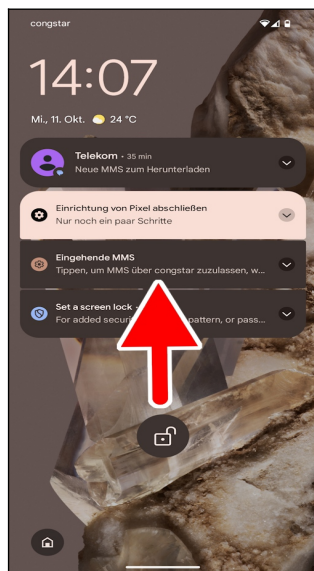 congstar
14:07
Mi., 11. Okt. 24 °C
Telekom • 35 min
Neue MMS zum Herunterladen
Einrichtung von Pixel abschließen
Nur noch ein paar Schritte
Eingehende MMS
Tippen, um MMS über congstar zuzulassen, w...
Set a screen lock
For added securi pattern, or pass...